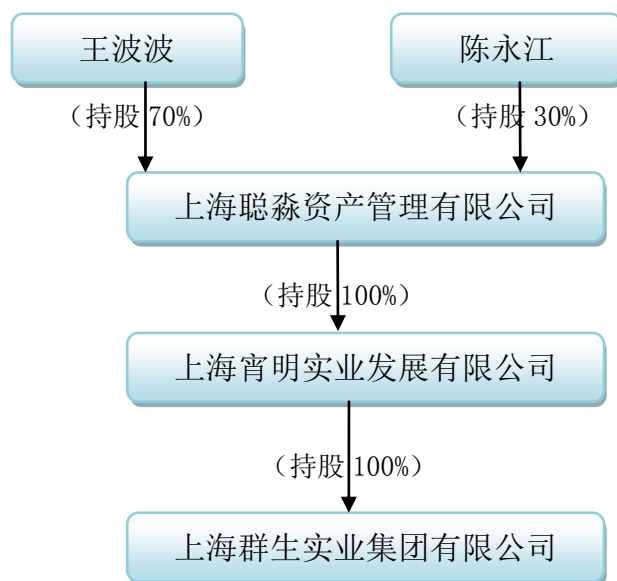 王波波
陈永江
（持股 70%）
（持股 30%）
上海聪淼资产管理有限公司
（持股 100%）
上海宵明实业发展有限公司
（持股 100%）
上海群生实业集团有限公司